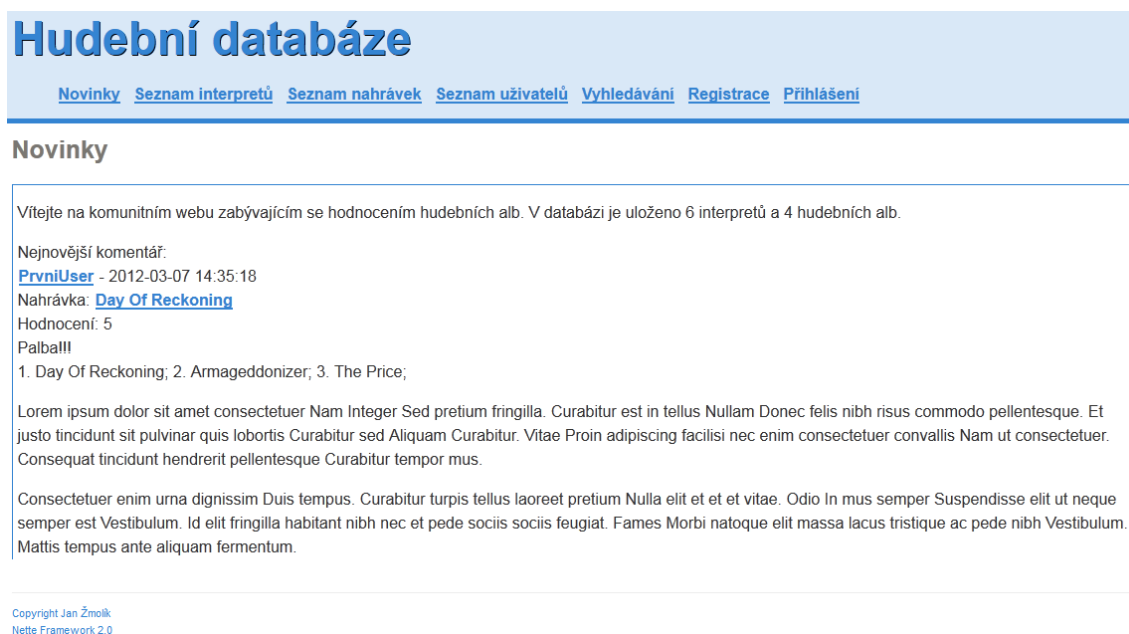 Hudební databáze
Novinky Seznam interpretů Seznam nahrávek Seznam uživatelů Vyhledávání Registrace Přihlášení
Novinky
Vítejte na komunitním webu zabývajícím se hodnocením hudebních alb. V databázi je uloženo 6 interpretů a 4 hudebních alb.
Nejnovější komentář:
PrvniUser - 2012-03-07 14:35:18
Nahrávka: Day Of Reckoning
Hodnocení: 5
Palba!!!
1. Day Of Reckoning; 2. Armageddonizer; 3. The Price;
Lorem ipsum dolor sit amet consectetuer Nam Integer Sed pretium fringilla. Curabitur est in tellus Nullam Donec felis nibh risus commodo pellentesque. Et
justo tincidunt sit pulvinar quis lobortis Curabitur sed Aliquam Curabitur. Vitae Proin adipiscing facilisi nec enim consectetuer convallis Nam ut consectetuer.
Consequat tincidunt hendrerit pellentesque Curabitur tempor mus.
Consectetuer enim urna dignissim Duis tempus. Curabitur turpis tellus laoreet pretium Nulla elit et et et vitae. Odio In mus semper Suspendisse elit ut neque
semper est Vestibulum. Id elit fringilla habitant nibh nec et pede sociis sociis feugiat. Fames Morbi natoque elit massa lacus tristique ac pede nibh Vestibulum.
Mattis tempus ante aliquam fermentum.
Copyright Jan Žmolík
Nette Framework 2.0